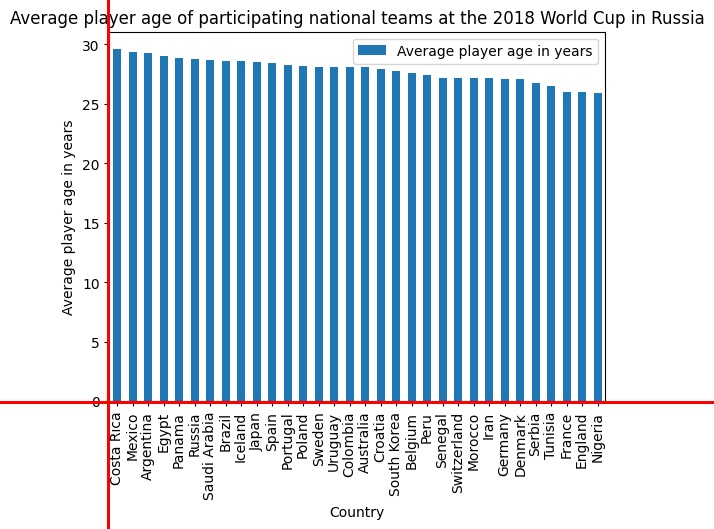 Average player age of participating national teams at the 2018 World Cup in Russia
Average player age in years
Average player age in years
30
25
20
15
10
5
0
Costa Rica
Mexico
Argentina
Egypt
Panama
Russia
Saudi Arabia
Brazil
Iceland
Japan
Spain
Portugal
Poland
Sweden
Uruguay
Colombia
Australia
Croatia
South Korea
Belgium
Peru
Senegal
Switzerland
Morocco
Iran
Germany
Denmark
Serbia
Tunisia
France
England
Nigeria
Country